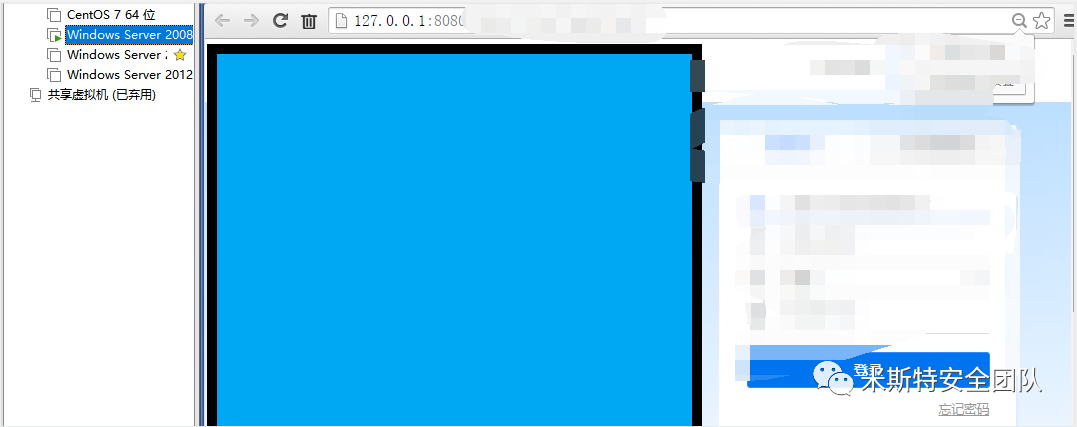 CentOS 7 64 位
Windows Server 2008
Windows Server 2
Windows Server 2012
共享虚拟机 (已弃用)
127.0.0.1:8080
登录
米斯特安全团队
忘记密码